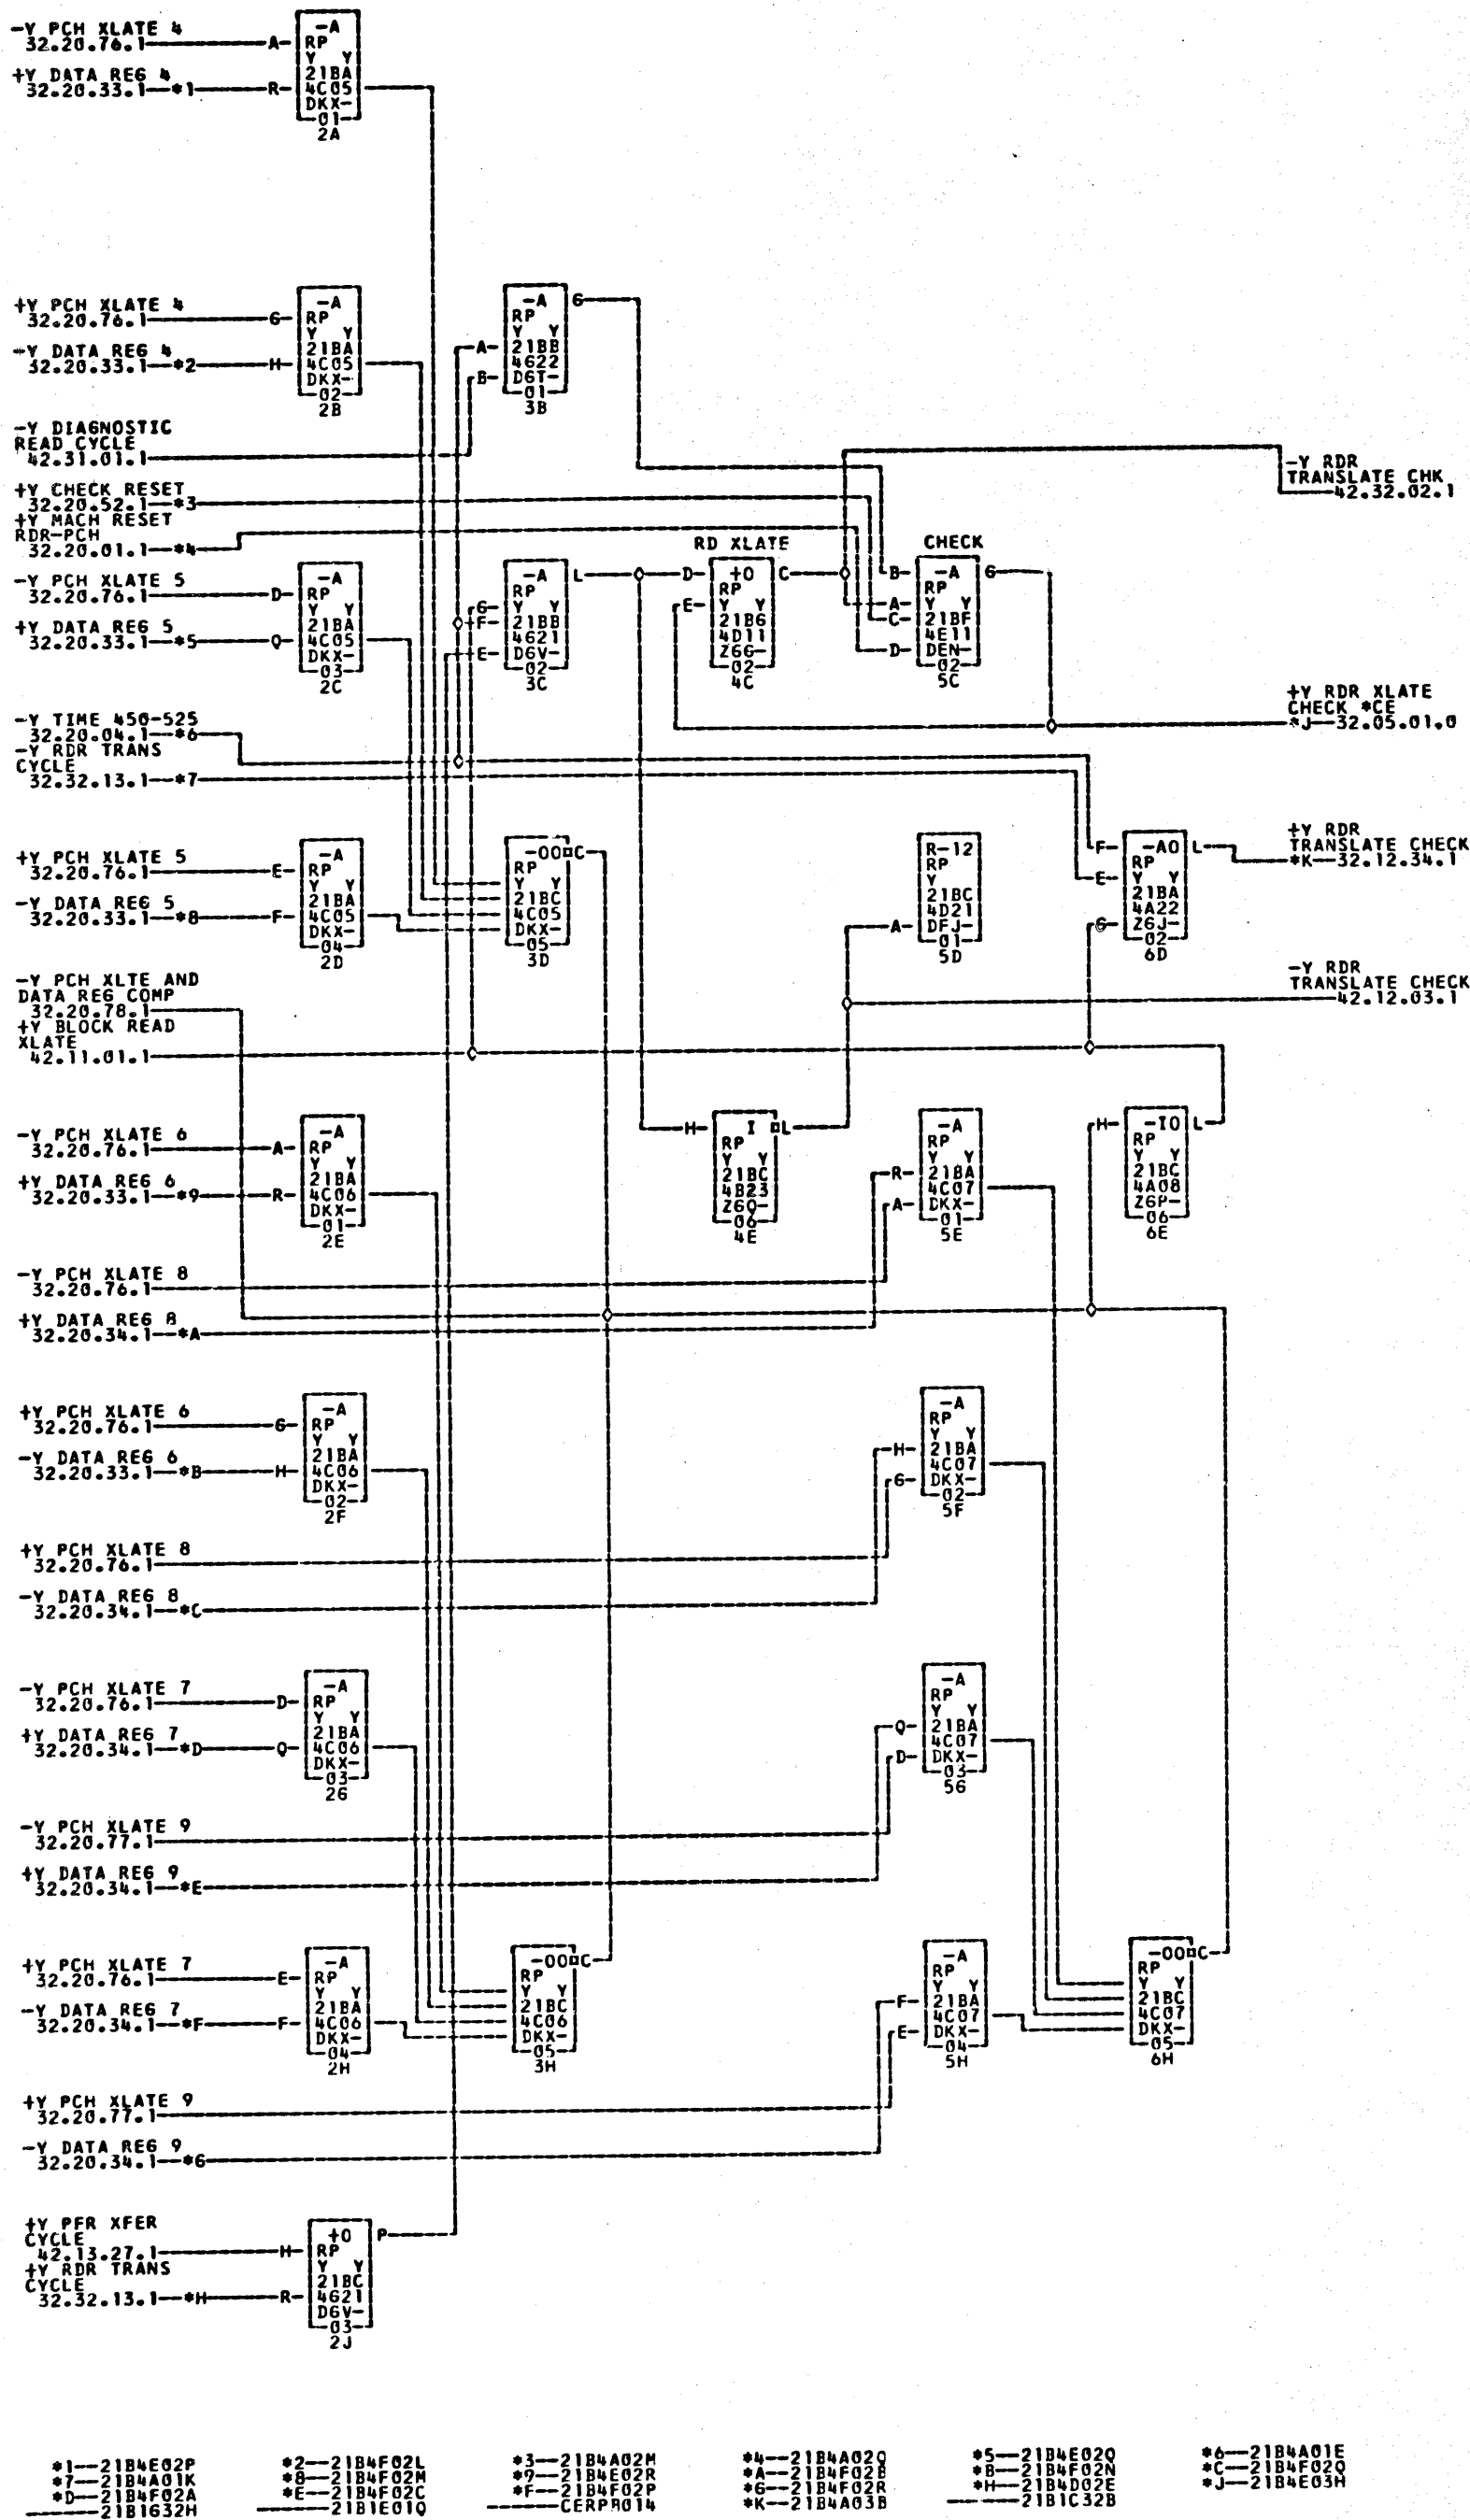 -Y PCH XLATE 4
32.20.76.1 A
+Y DATA REG 4
32.20.33.1 *1 R
-A
RP
Y Y
21BA
4C05
DKX-
01
2A
+Y PCH XLATE 4
32.20.76.1 G
-Y DATA REG 4
32.20.33.1 *2 H
-A
RP
Y Y
21BA
4C05
DKX-
02
2B
A
B
-A G
RP
Y Y
21BB
4G22
D6T-
01
3B
-Y DIAGNOSTIC
READ CYCLE
42.31.01.1
+Y CHECK RESET
32.20.52.1 *3
+Y MACH RESET
RDR-PCH
32.20.01.1 *4
-Y RDR
TRANSLATE CHK
42.32.02.1
-Y PCH XLATE 5
32.20.76.1 D
+Y DATA REG 5
32.20.33.1 *5 Q
-A
RP
Y Y
21BA
4C05
DKX-
03
2C
G
F
E
-A L
RP
Y Y
21BB
4G21
D6V-
02
3C
RD XLATE
D
E
+O C
RP
Y Y
21B6
4D11
Z6G-
02
4C
CHECK
B
A
C
D
-A G
RP
Y Y
21BF
4E11
DEN-
02
5C
+Y RDR XLATE
CHECK *CE
*J 32.05.01.0
-Y TIME 450-525
32.20.04.1 *6
-Y RDR TRANS
CYCLE
32.32.13.1 *7
+Y PCH XLATE 5
32.20.76.1 E
-Y DATA REG 5
32.20.33.1 *8 F
-A
RP
Y Y
21BA
4C05
DKX-
04
2D
-OO C
RP
Y Y
21BC
4C05
DKX-
05
3D
A
R-12
RP
Y
21BC
4D21
DFJ-
01
5D
F
E
G
-AO L
RP
Y Y
21BA
4A22
Z6J-
02
6D
+Y RDR
TRANSLATE CHECK
*K 32.12.34.1
-Y RDR
TRANSLATE CHECK
42.12.03.1
-Y PCH XLTE AND
DATA REG COMP
32.20.78.1
+Y BLOCK READ
XLATE
42.11.01.1
-Y PCH XLATE 6
32.20.76.1 A
+Y DATA REG 6
32.20.33.1 *9 R
-A
RP
Y Y
21BA
4C06
DKX-
01
2E
H
I L
RP
Y Y
21BC
4B23
Z6Q-
06
4E
R
A
-A
RP
Y Y
21BA
4C07
DKX-
01
5E
H
-IO L
RP
Y Y
21BC
4A08
Z6P-
06
6E
-Y PCH XLATE 8
32.20.76.1
+Y DATA REG 8
32.20.34.1 *A
+Y PCH XLATE 6
32.20.76.1 G
-Y DATA REG 6
32.20.33.1 *B H
-A
RP
Y Y
21BA
4C06
DKX-
02
2F
H
G
-A
RP
Y Y
21BA
4C07
DKX-
02
5F
+Y PCH XLATE 8
32.20.76.1
-Y DATA REG 8
32.20.34.1 *C
-Y PCH XLATE 7
32.20.76.1 D
+Y DATA REG 7
32.20.34.1 *D Q
-A
RP
Y Y
21BA
4C06
DKX-
03
2G
Q
D
-A
RP
Y Y
21BA
4C07
DKX-
03
5G
-Y PCH XLATE 9
32.20.77.1
+Y DATA REG 9
32.20.34.1 *E
+Y PCH XLATE 7
32.20.76.1 E
-Y DATA REG 7
32.20.34.1 *F F
-A
RP
Y Y
21BA
4C06
DKX-
04
2H
-OO C
RP
Y Y
21BC
4C06
DKX-
05
3H
F
E
-A
RP
Y Y
21BA
4C07
DKX-
04
5H
-OO C
RP
Y Y
21BC
4C07
DKX-
05
6H
+Y PCH XLATE 9
32.20.77.1
-Y DATA REG 9
32.20.34.1 *G
+Y PFR XFER
CYCLE
42.13.27.1 H
+Y RDR TRANS
CYCLE
32.32.13.1 *H R
+O P
RP
Y Y
21BC
4G21
D6V-
03
2J
*1 21B4E02P *2 21B4F02L *3 21B4A02M *4 21B4A02Q *5 21B4E02Q *6 21B4A01E
*7 21B4A01K *8 21B4F02M *9 21B4E02R *A 21B4F02B *B 21B4F02N *C 21B4F02Q
*D 21B4F02A *E 21B4F02C *F 21B4F02P *G 21B4F02R *H 21B4D02E *J 21B4E03H
21B1G32H 21B1E01Q CERPR014 *K 21B4A03B 21B1C32B